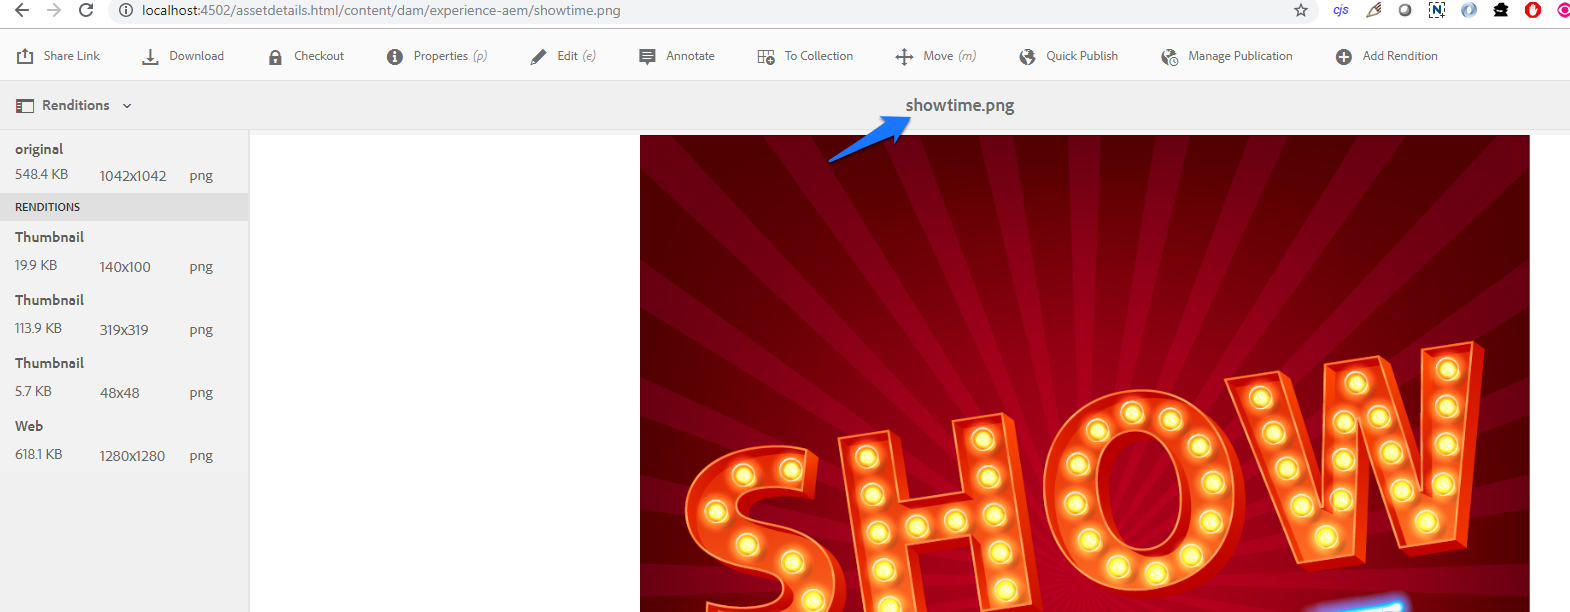 localhost:4502/assetdetails.html/content/dam/experience-aem/showtime.png
cjs
N
Share Link Download Checkout Properties (p) Edit (e) Annotate To Collection Move (m) Quick Publish Manage Publication Add Rendition
Renditions showtime.png
original
548.4 KB 1042x1042 png
RENDITIONS
Thumbnail
19.9 KB 140x100 png
Thumbnail
113.9 KB 319x319 png
Thumbnail
5.7 KB 48x48 png
Web
618.1 KB 1280x1280 png
SHOW